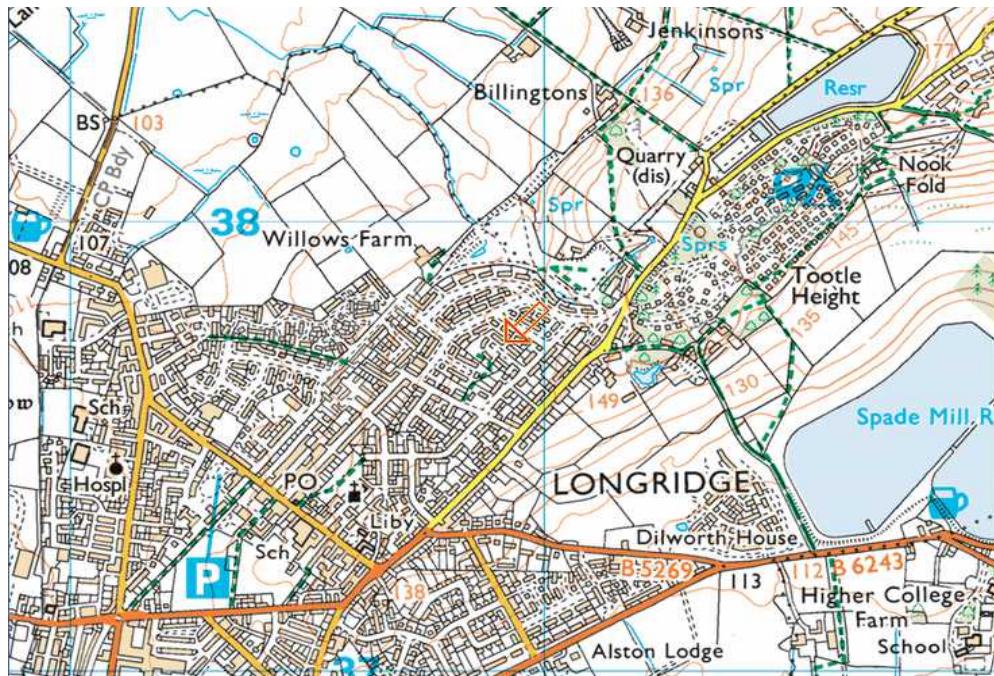 Jenkinsons
177
Billingtons
136
Spr
Resr
BS
103
CP Bdy
Quarry
(dis)
Nook
Fold
Spr
38
Willows Farm
107
08
Sprs
145
Tootle
Height
135
130
149
Sch
Hospl
PO
LONGRIDGE
Spade Mill R
Liby
Sch
Dilworth House
P
B 5269
113
112
B 6243
138
Higher College
Farm
School
Alston Lodge
37